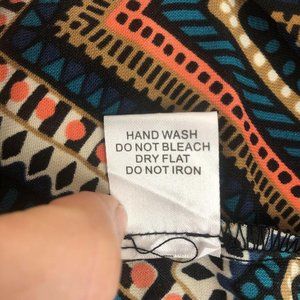 HAND WASH
DO NOT BLEACH
DRY FLAT
DO NOT IRON